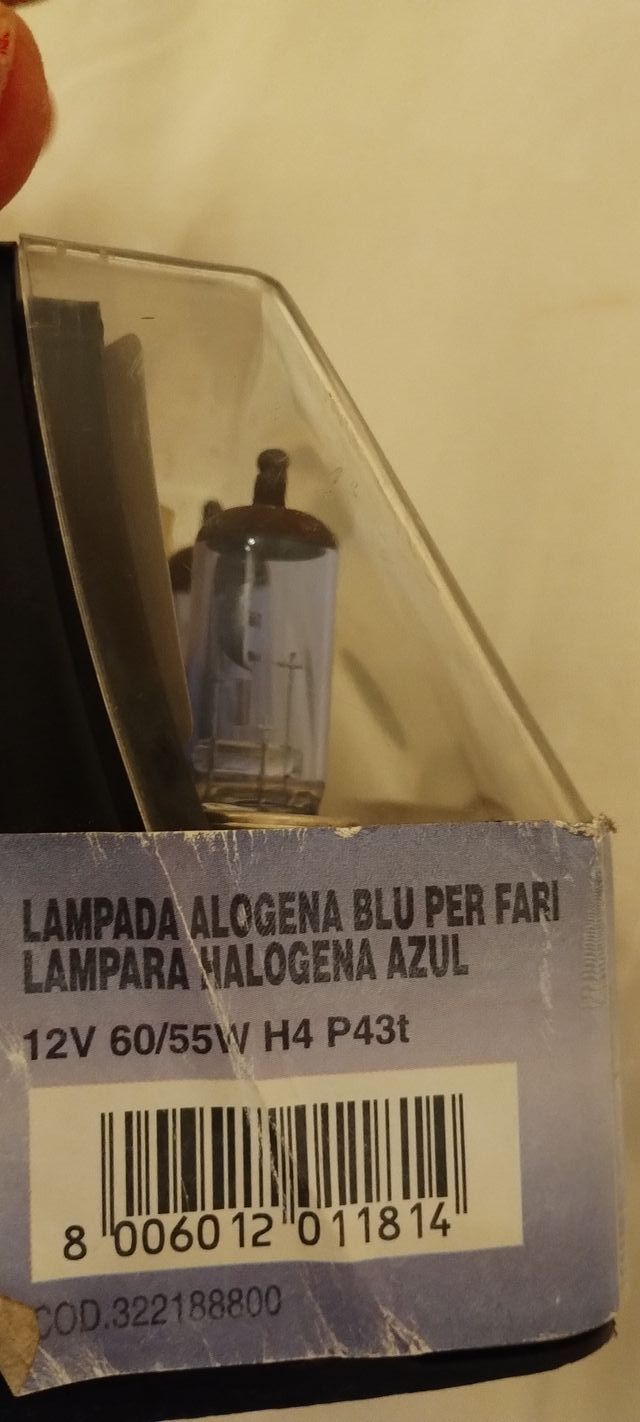 LAMPADA ALOGENA BLU PER FARI
LAMPARA HALOGENA AZUL
12V 60/55W H4 P43t
8 006012 011814
COD.322188800